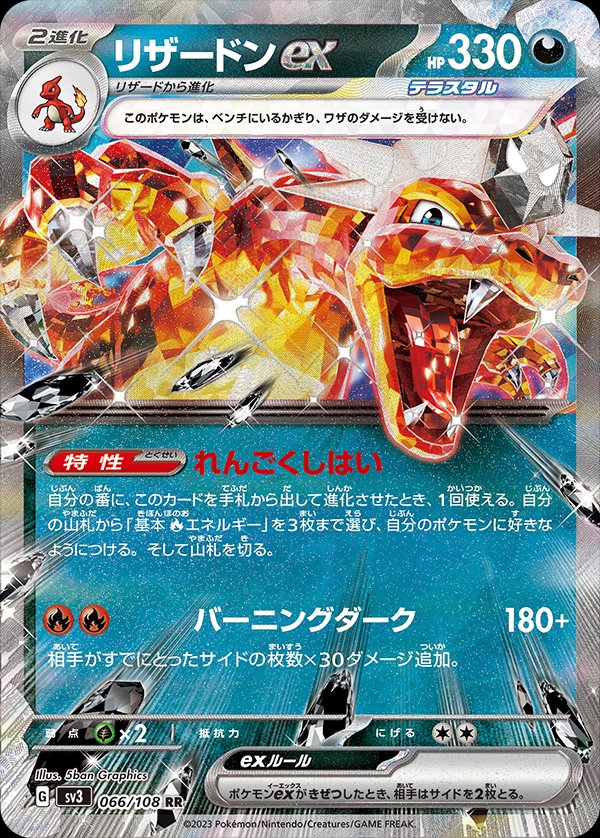 2進化
リザードンex
HP330
リザードから進化
テラスタル
このポケモンは、ベンチにいるかぎり、ワザのダメージを受けない。
特性 れんごくしはい
自分の番に、このカードを手札から出して進化させたとき、1回使える。自分
の山札から「基本エネルギー」を3枚まで選び、自分のポケモンに好きな
ようにつける。そして山札を切る。
バーニングダーク 180+
相手がすでにとったサイドの枚数×30ダメージ追加。
弱点 ×2 抵抗力 にげる
exルール
ポケモンexがきぜつしたとき、相手はサイドを2枚とる。
Illus. 5ban Graphics
G sv3 066/108 RR
©2023 Pokémon/Nintendo/Creatures/GAME FREAK.